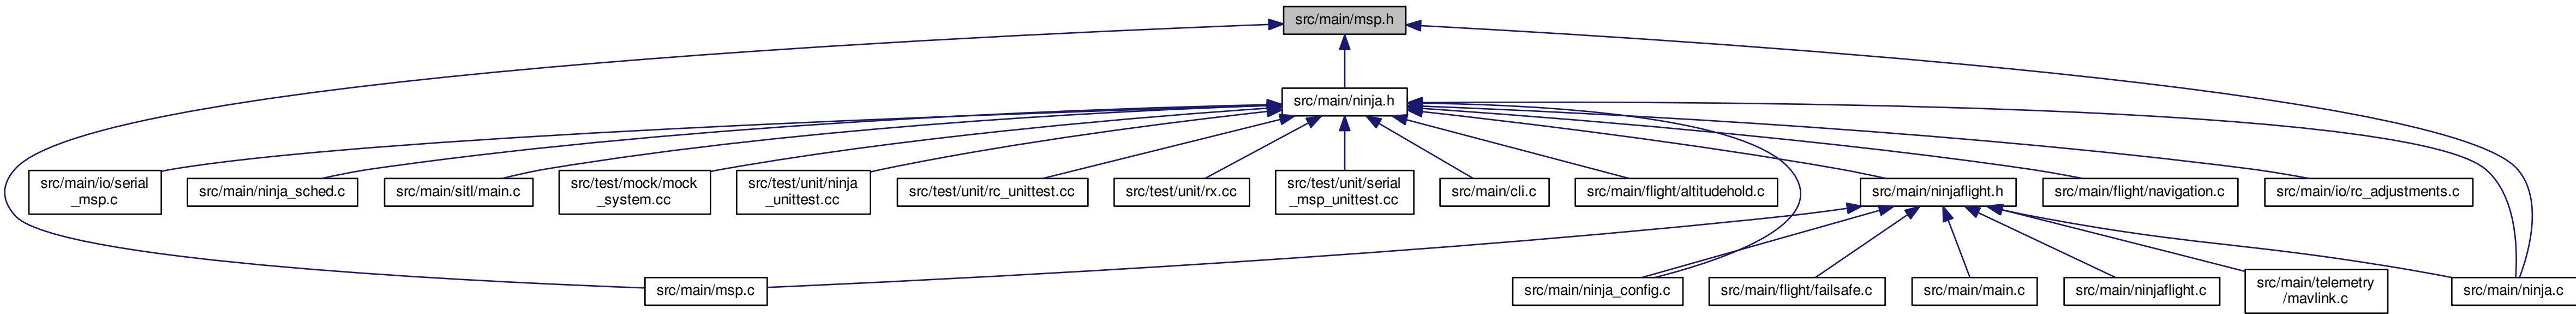 src/main/msp.h
src/main/ninja.h
src/main/io/serial
_msp.c
src/main/ninja_sched.c
src/main/sitl/main.c
src/test/mock/mock
_system.cc
src/test/unit/ninja
_unittest.cc
src/test/unit/rc_unittest.cc
src/test/unit/rx.cc
src/test/unit/serial
_msp_unittest.cc
src/main/cli.c
src/main/flight/altitudehold.c
src/main/ninjaflight.h
src/main/flight/navigation.c
src/main/io/rc_adjustments.c
src/main/msp.c
src/main/ninja_config.c
src/main/flight/failsafe.c
src/main/main.c
src/main/ninjaflight.c
src/main/telemetry
/mavlink.c
src/main/ninja.c